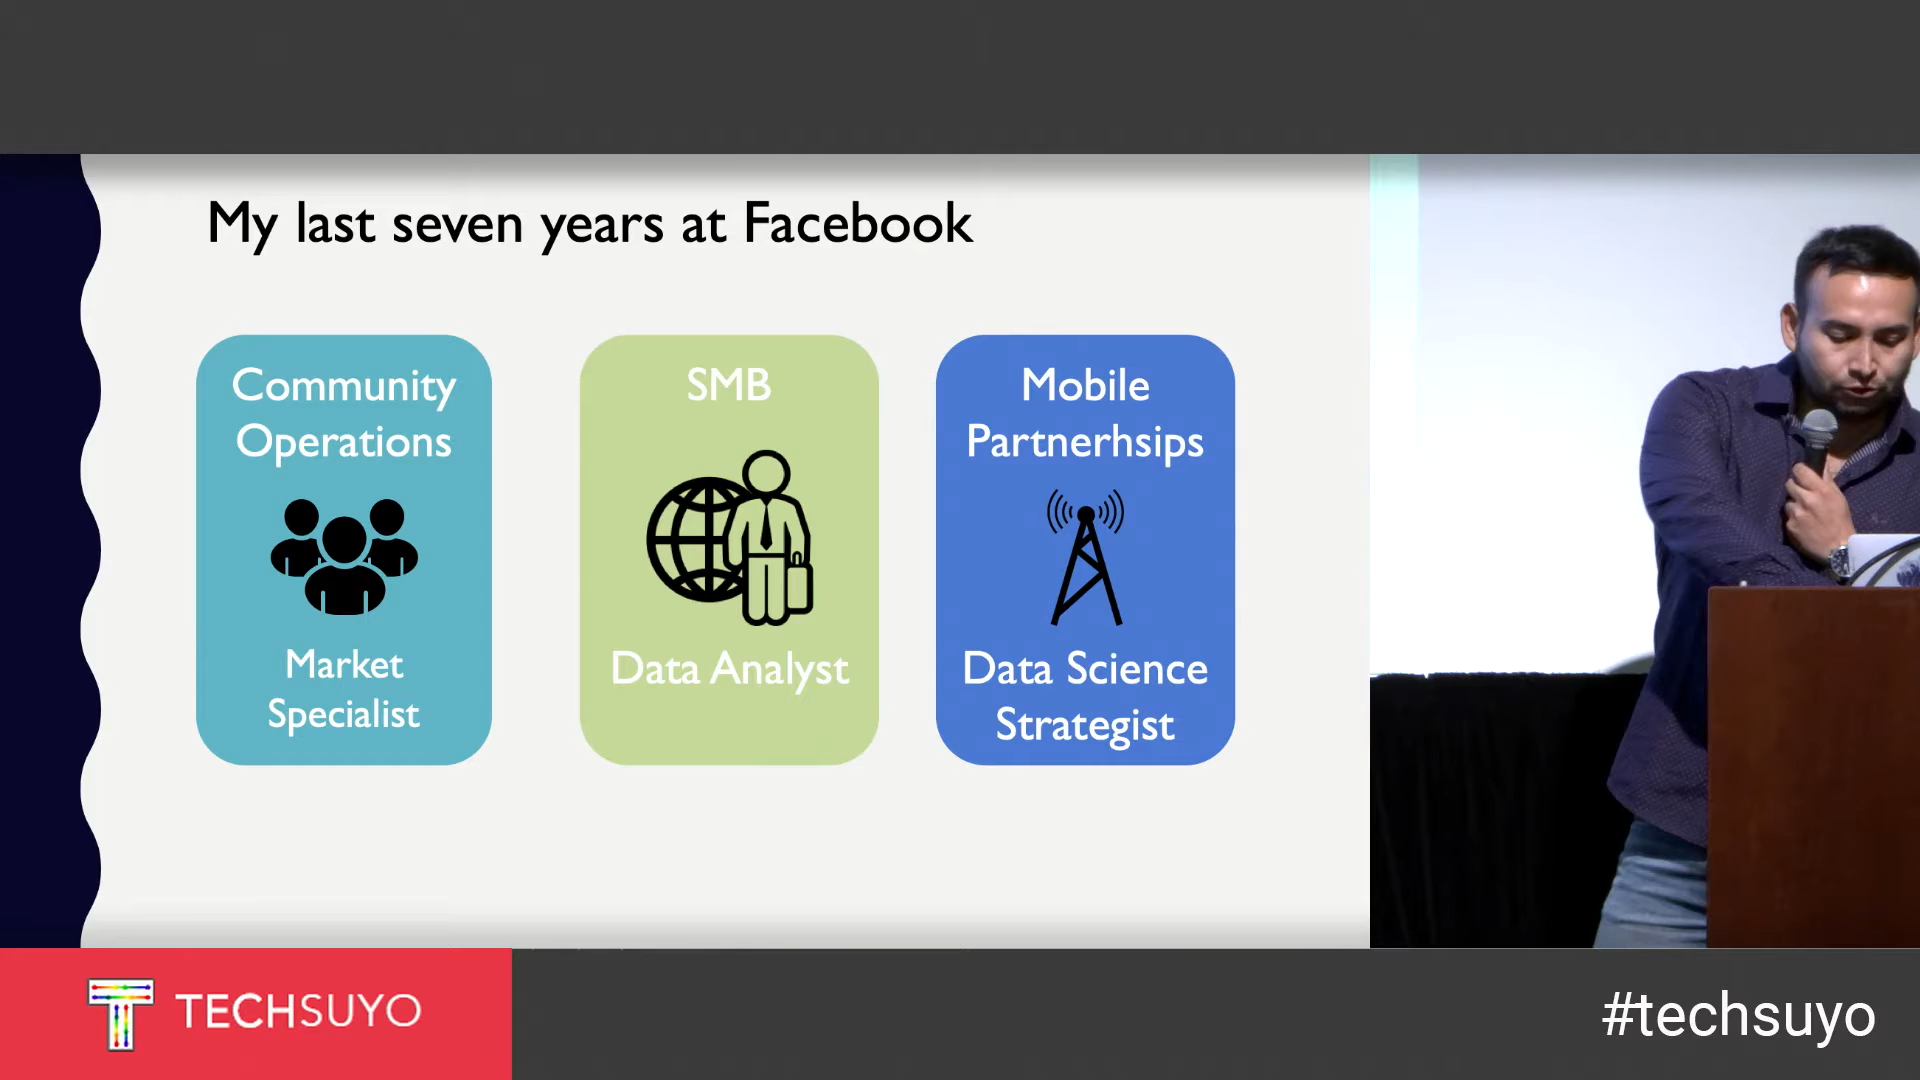 My last seven years at Facebook
Community
Operations
Market
Specialist
SMB
Data Analyst
Mobile
Partnerhsips
Data Science
Strategist
TECHSUYO
#techsuyo